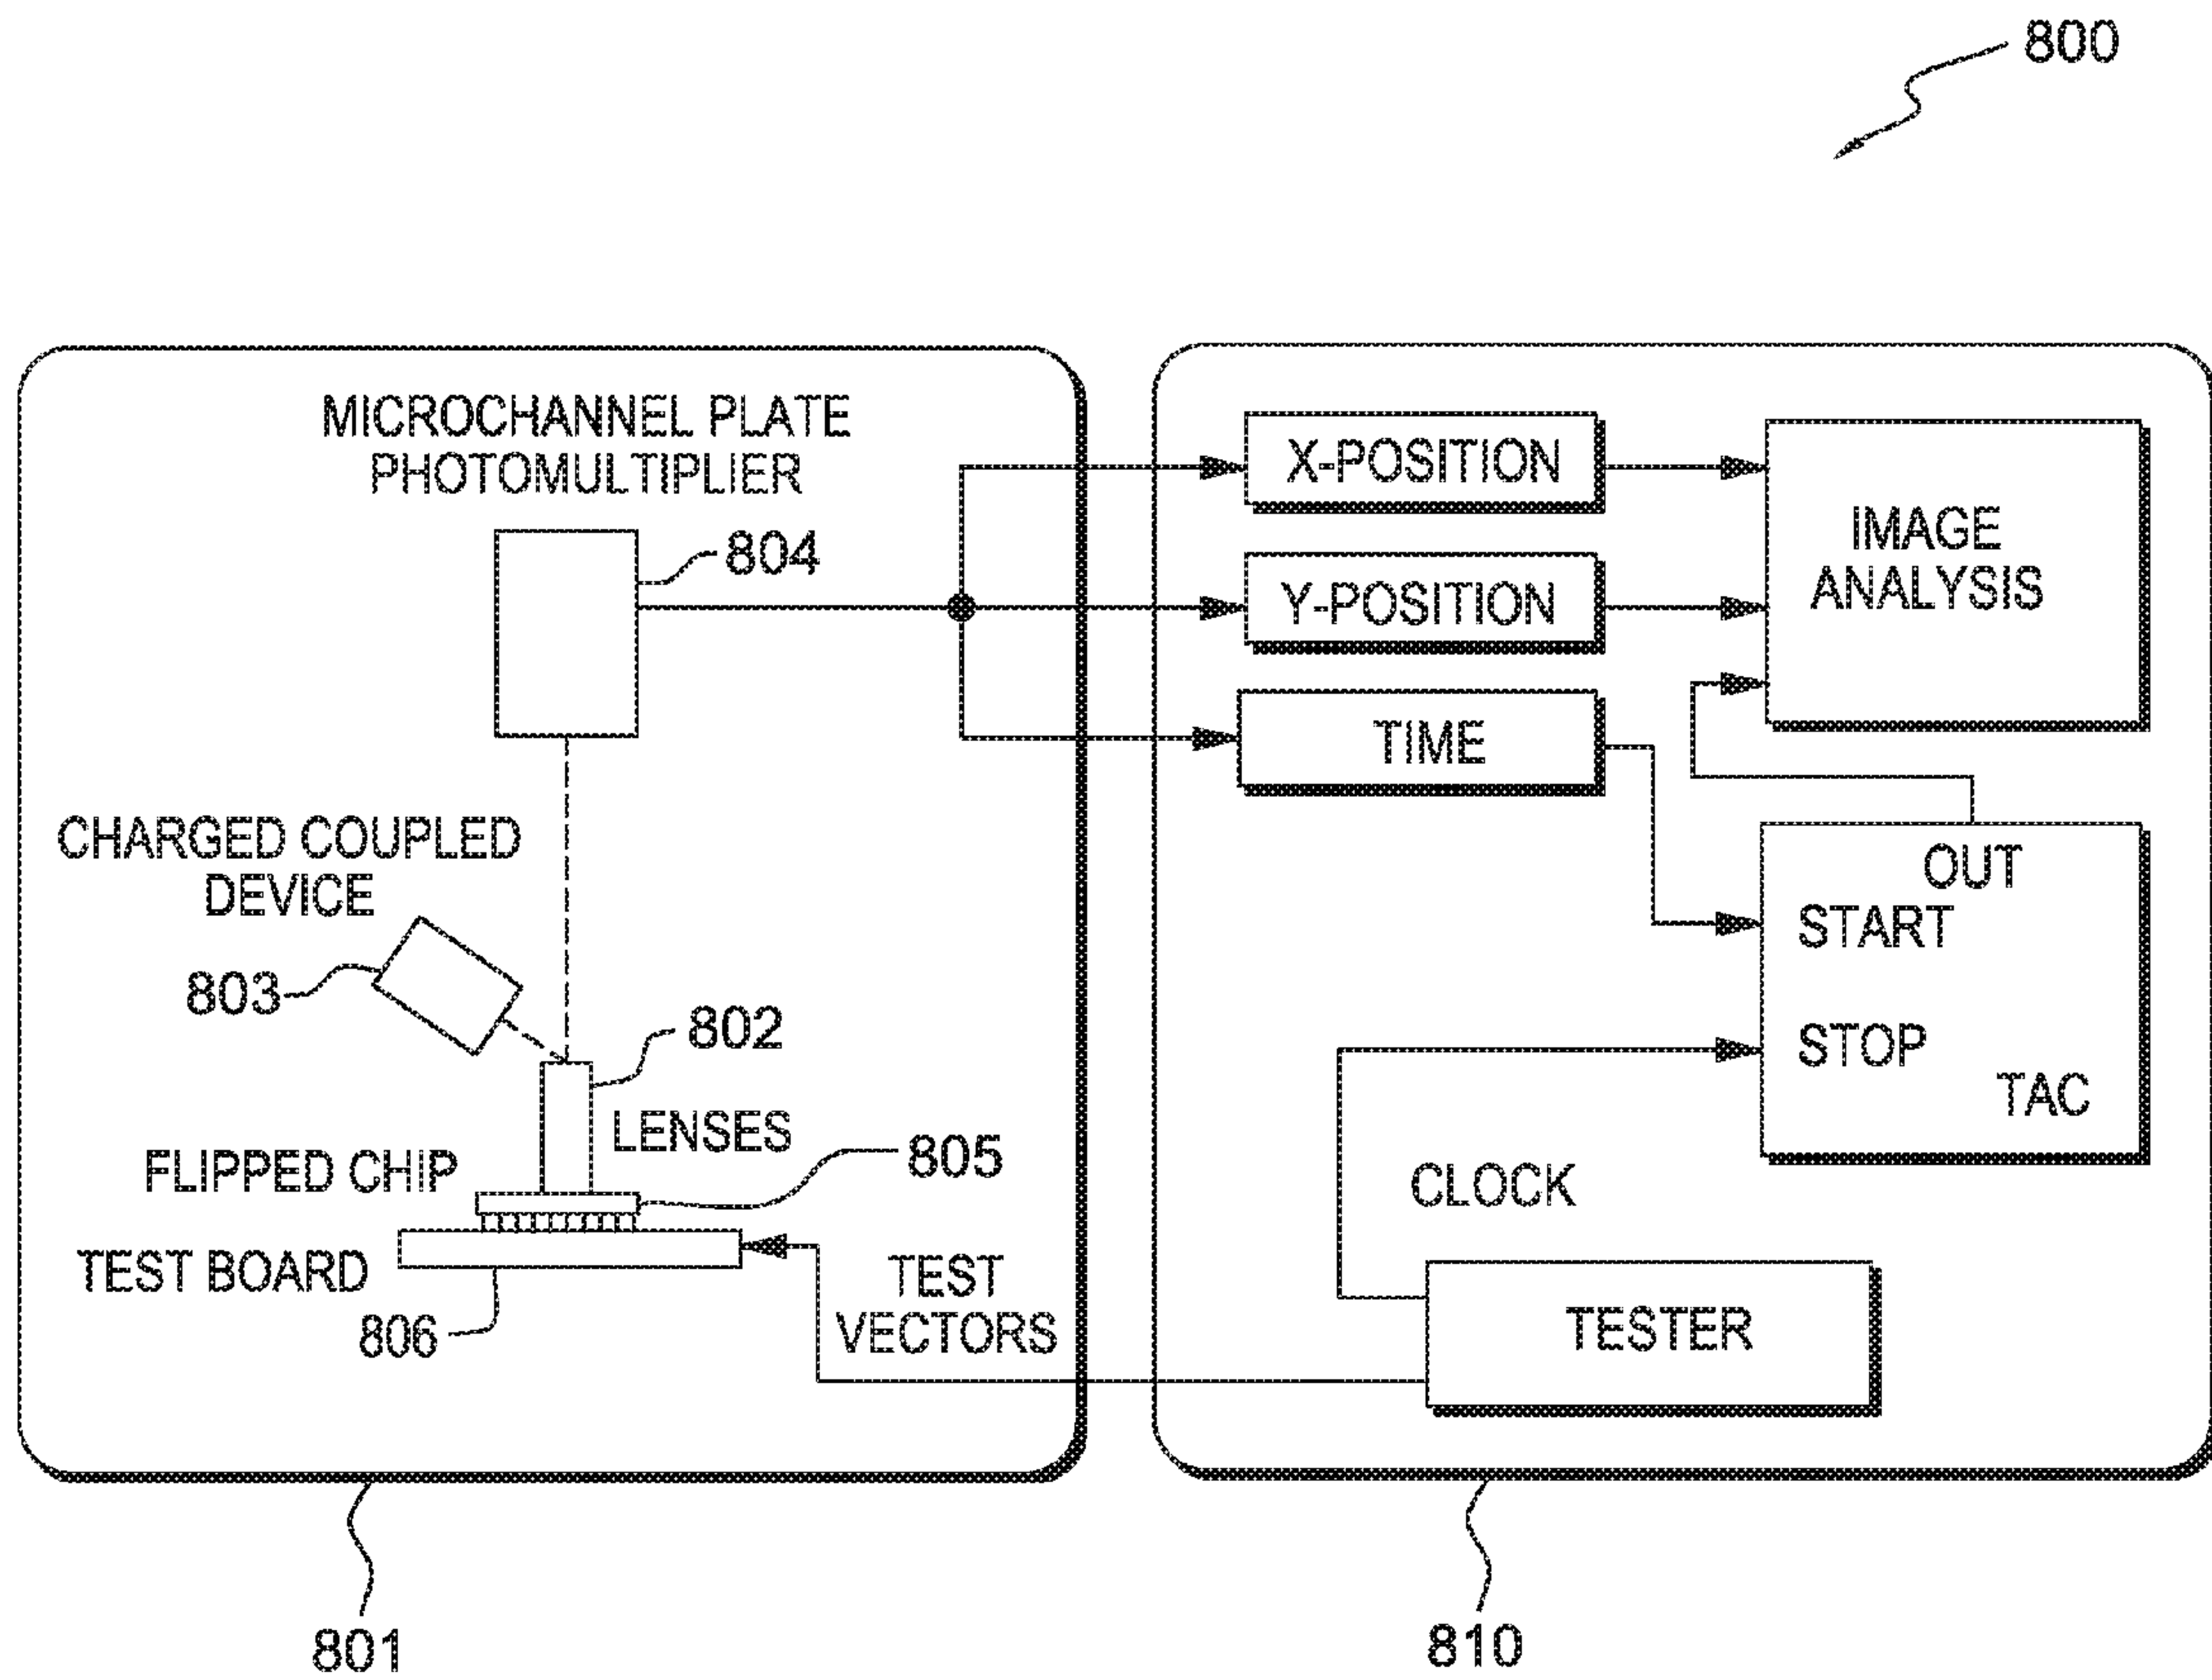 800
MICROCHANNEL PLATE
PHOTOMULTIPLIER
804
CHARGED COUPLED
DEVICE
803
802
LENSES
FLIPPED CHIP
805
TEST BOARD
806
TEST
VECTORS
801
X-POSITION
Y-POSITION
TIME
IMAGE
ANALYSIS
OUT
START
STOP
TAC
CLOCK
TESTER
810